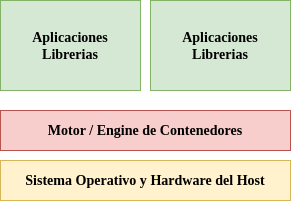 Aplicaciones
Librerias
Aplicaciones
Librerias
Motor / Engine de Contenedores
Sistema Operativo y Hardware del Host